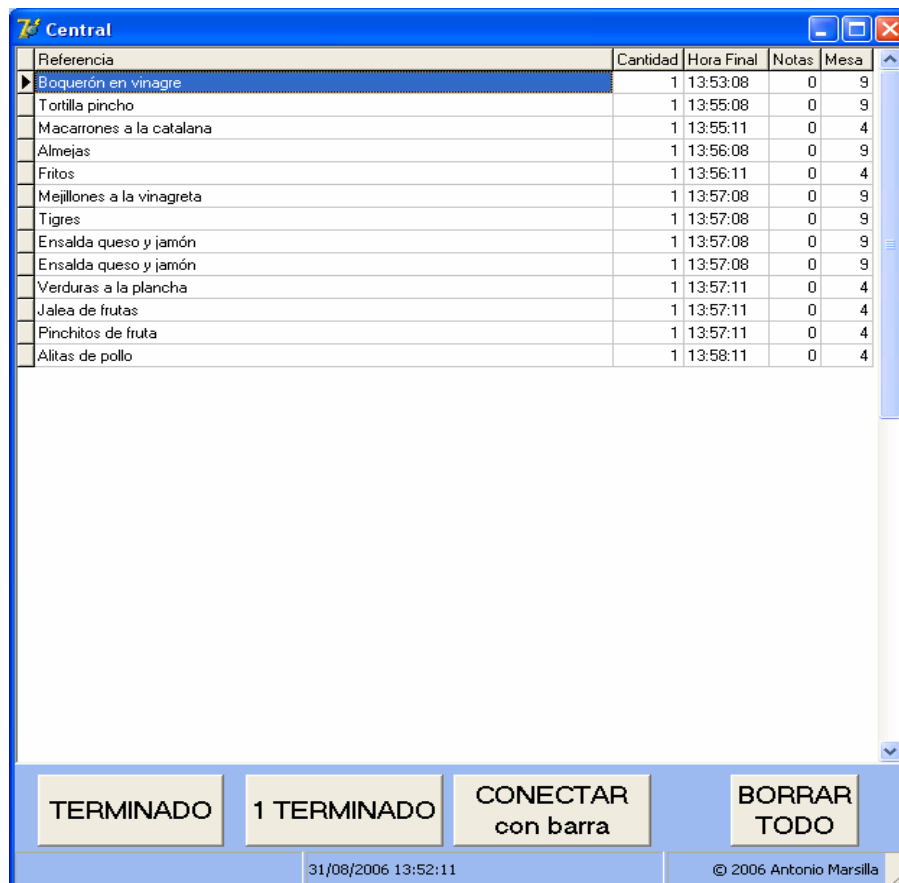 Central
Referencia Cantidad Hora Final Notas Mesa
Boquerón en vinagre 1 13:53:08 0 9
Tortilla pincho 1 13:55:08 0 9
Macarrones a la catalana 1 13:55:11 0 4
Almejas 1 13:56:08 0 9
Fritos 1 13:56:11 0 4
Mejillones a la vinagreta 1 13:57:08 0 9
Tigres 1 13:57:08 0 9
Ensalda queso y jamón 1 13:57:08 0 9
Ensalda queso y jamón 1 13:57:08 0 9
Verduras a la plancha 1 13:57:11 0 4
Jalea de frutas 1 13:57:11 0 4
Pinchitos de fruta 1 13:57:11 0 4
Alitas de pollo 1 13:58:11 0 4
TERMINADO
1 TERMINADO
CONECTAR
con barra
BORRAR
TODO
31/08/2006 13:52:11
© 2006 Antonio Marsilla